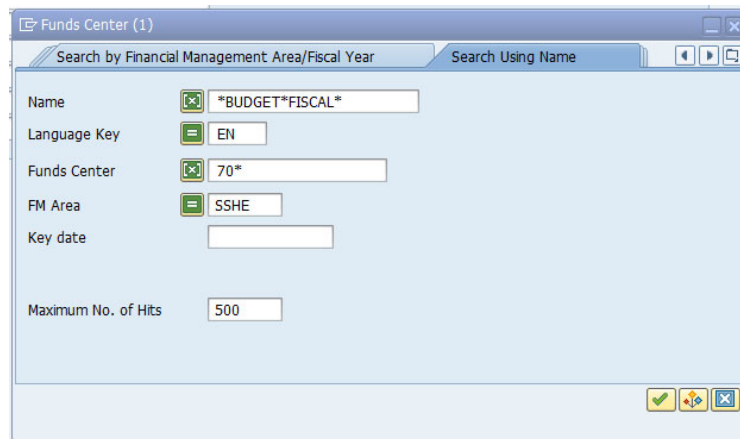 Funds Center (1)
Search by Financial Management Area/Fiscal Year Search Using Name
Name *BUDGET*FISCAL*
Language Key = EN
Funds Center 70*
FM Area = SSHE
Key date
Maximum No. of Hits 500